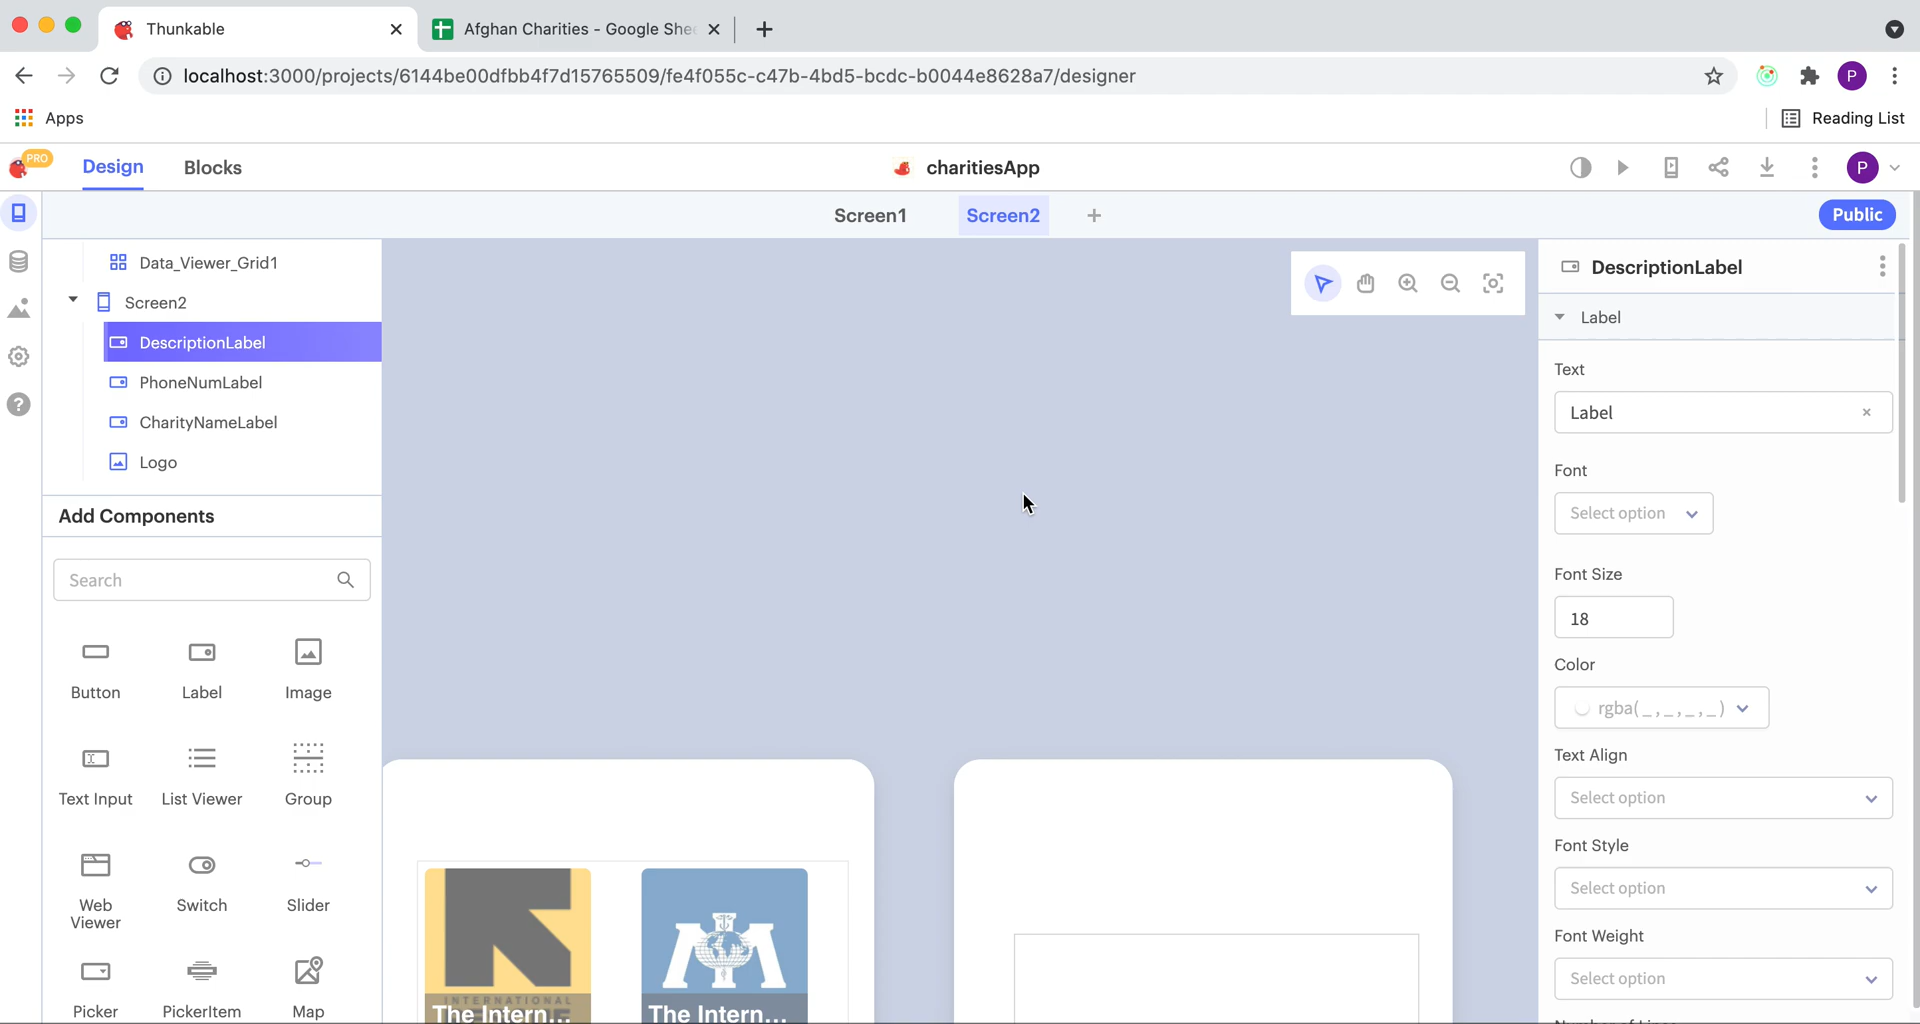 Thunkable
Afghan Charities - Google She
localhost:3000/projects/6144be00dfbb4f7d15765509/fe4f055c-c47b-4bd5-bcdc-b0044e8628a7/designer
P
Apps
Reading List
PRO
Design
Blocks
charitiesApp
P
Screen1
Screen2
Public
Data_Viewer_Grid1
Screen2
DescriptionLabel
PhoneNumLabel
CharityNameLabel
Logo
Add Components
Search
Button
Label
Image
Text Input
List Viewer
Group
Web
Viewer
Switch
Slider
Picker
PickerItem
Map
INTERNATIONAL
The Intern...
The Intern...
DescriptionLabel
Label
Text
Label
Font
Select option
Font Size
18
Color
rgba( _ , _ , _ , _ )
Text Align
Select option
Font Style
Select option
Font Weight
Select option